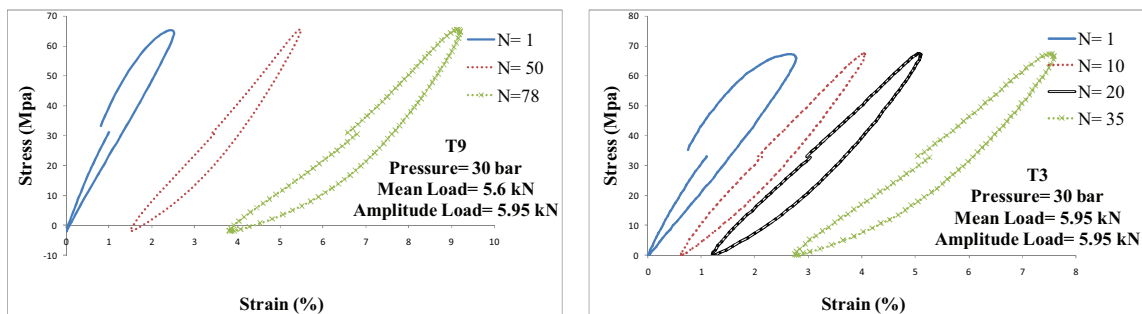 70
60
50
40
30
20
10
0
-10
0 1 2 3 4 5 6 7 8 9 10
Stress (Mpa)
Strain (%)
N= 1
N= 50
N=78
T9
Pressure= 30 bar
Mean Load= 5.6 kN
Amplitude Load= 5.95 kN
80
70
60
50
40
30
20
10
0
0 1 2 3 4 5 6 7 8
Stress (Mpa)
Strain (%)
N= 1
N= 10
N= 20
N= 35
T3
Pressure= 30 bar
Mean Load= 5.95 kN
Amplitude Load= 5.95 kN